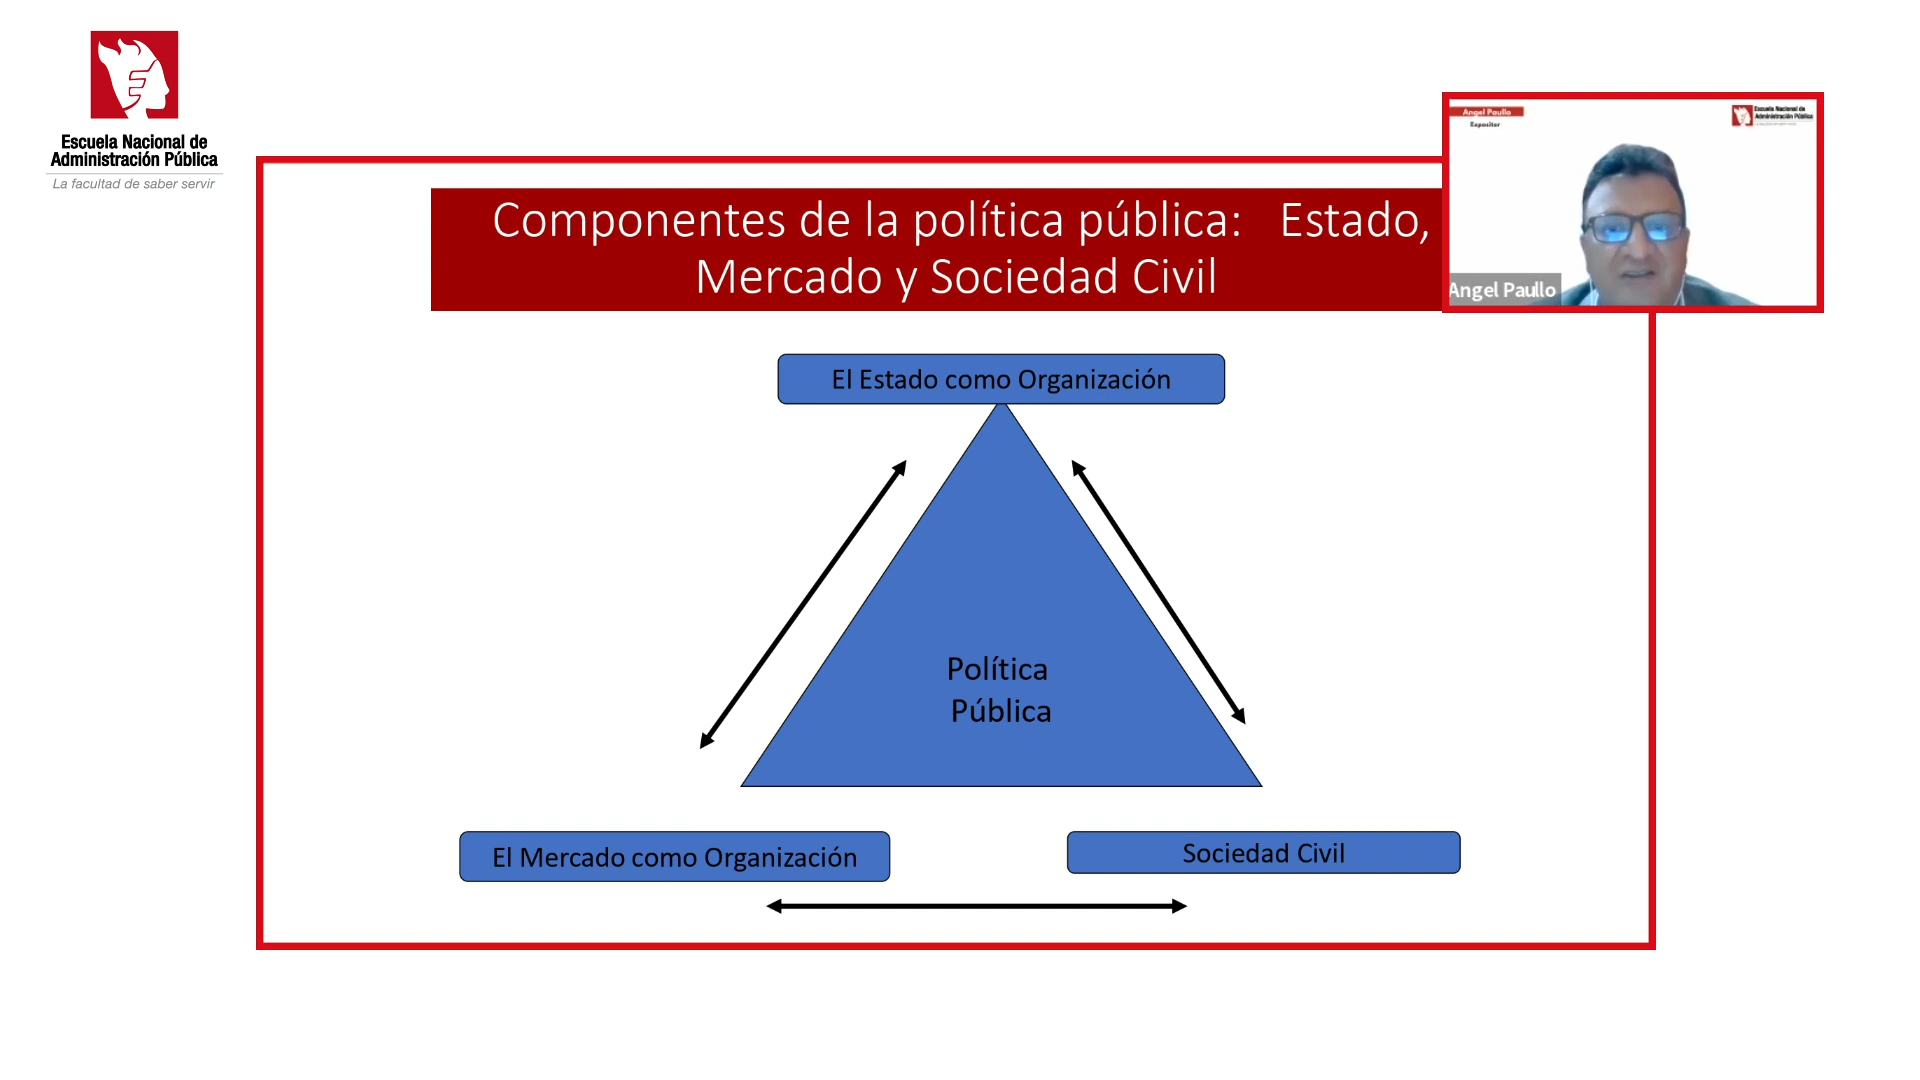 Escuela Nacional de
Administración Pública
La facultad de saber servir
Angel Paullo
Expositor
Escuela Nacional de
Administración Pública
Angel Paullo
Componentes de la política pública: Estado,
Mercado y Sociedad Civil
El Estado como Organización
Política
Pública
El Mercado como Organización
Sociedad Civil